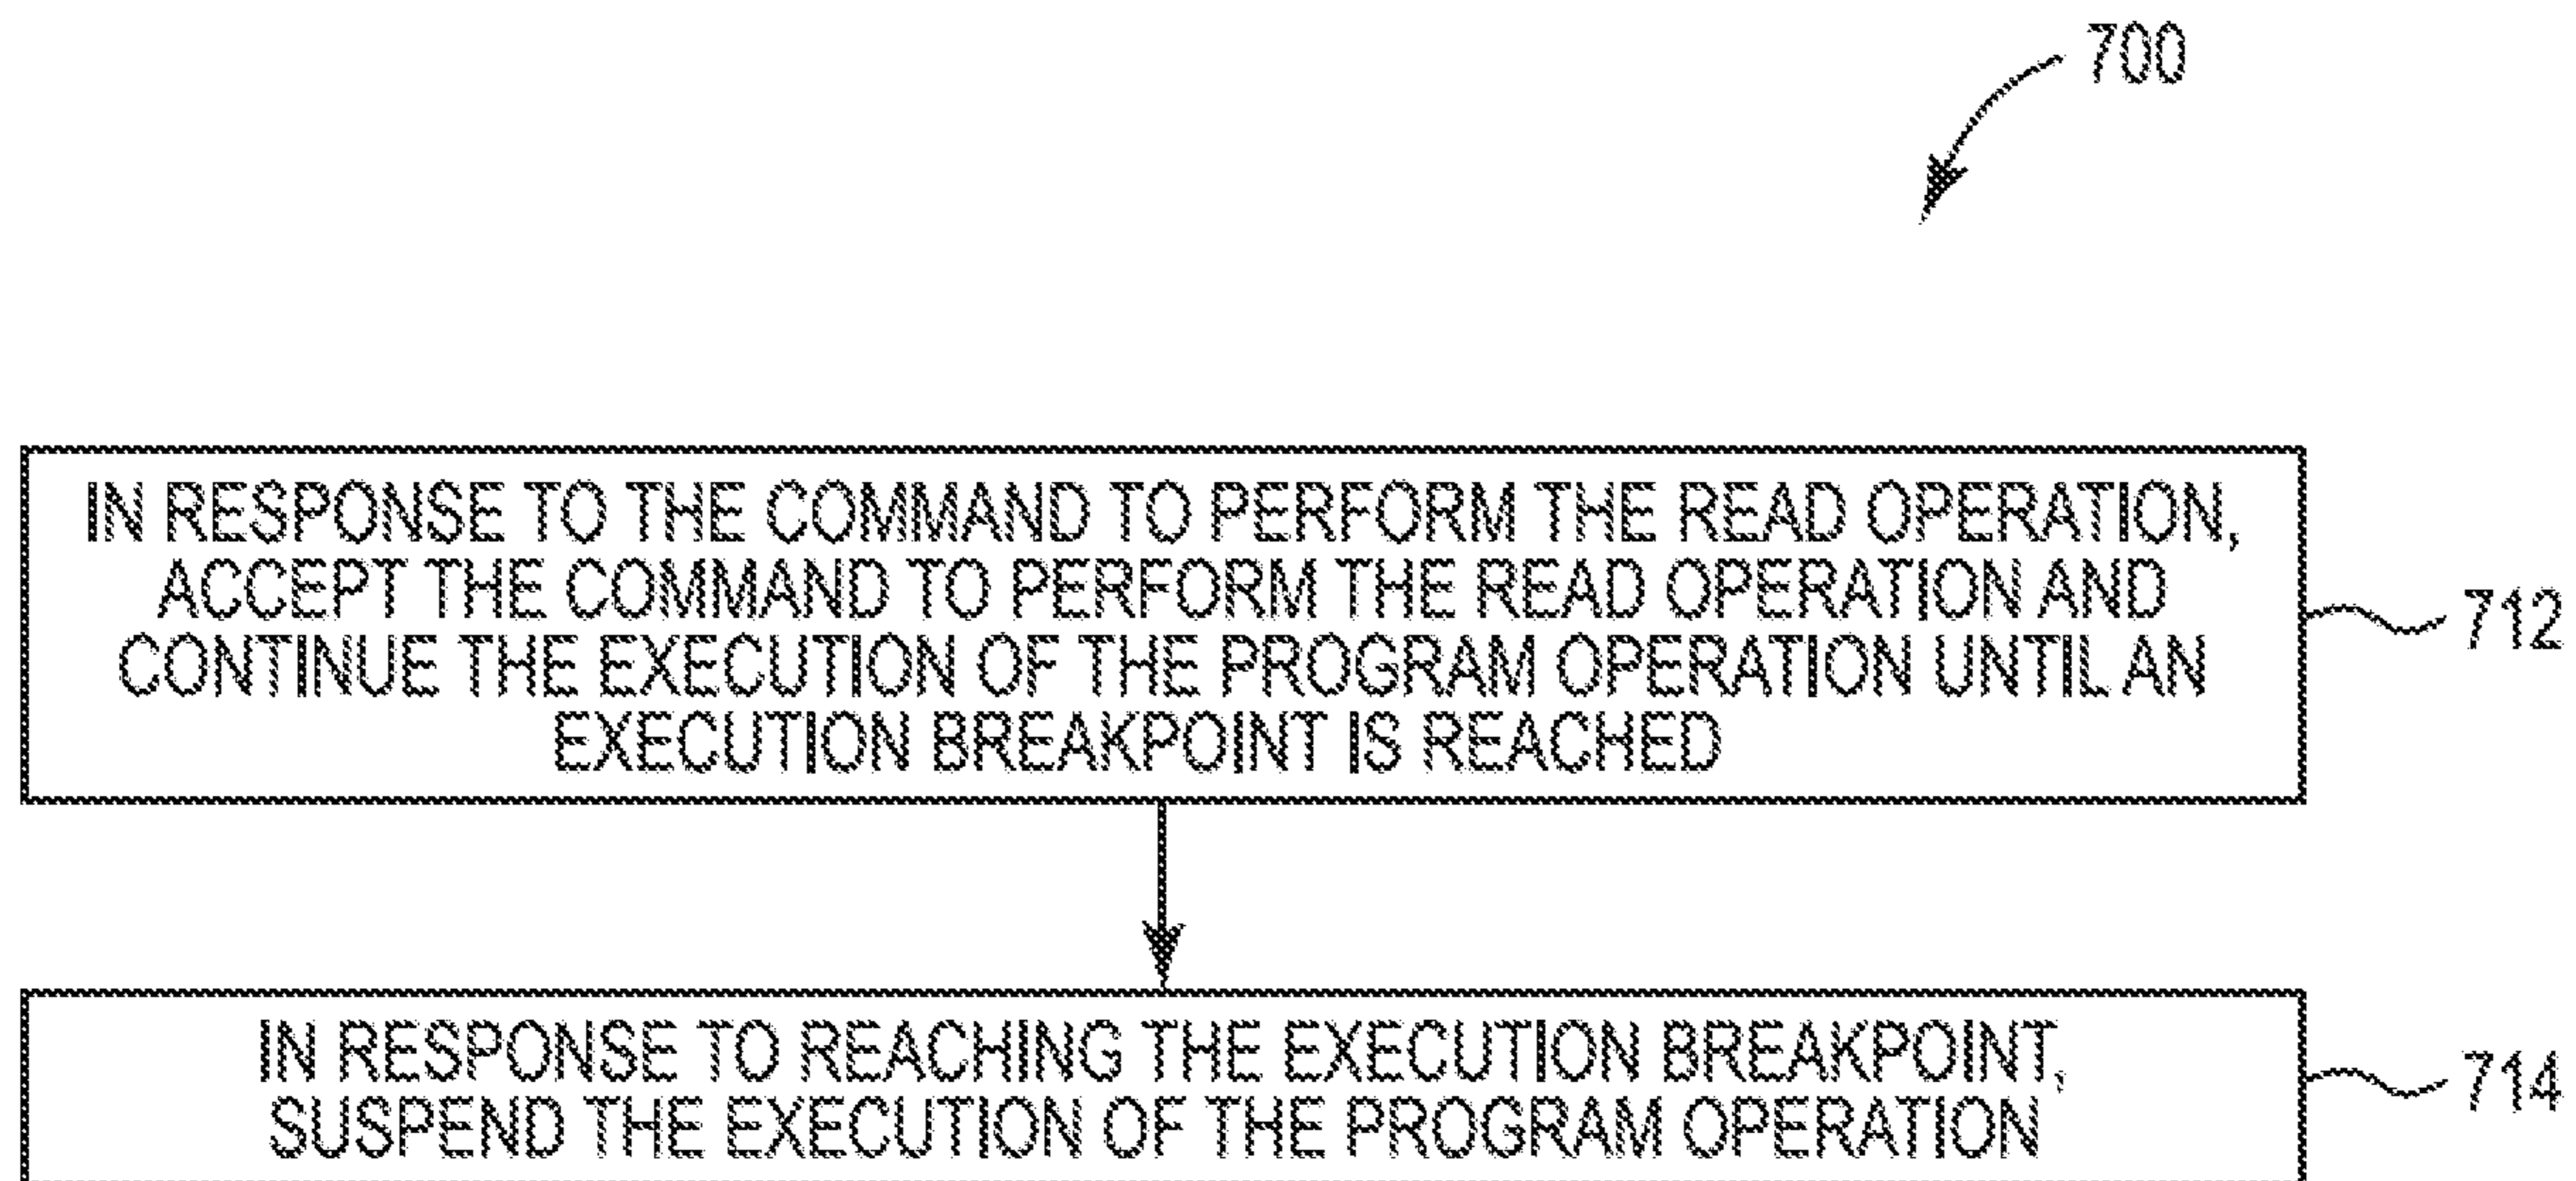 700
IN RESPONSE TO THE COMMAND TO PERFORM THE READ OPERATION,
ACCEPT THE COMMAND TO PERFORM THE READ OPERATION AND
CONTINUE THE EXECUTION OF THE PROGRAM OPERATION UNTIL AN
EXECUTION BREAKPOINT IS REACHED
712
IN RESPONSE TO REACHING THE EXECUTION BREAKPOINT,
SUSPEND THE EXECUTION OF THE PROGRAM OPERATION
714